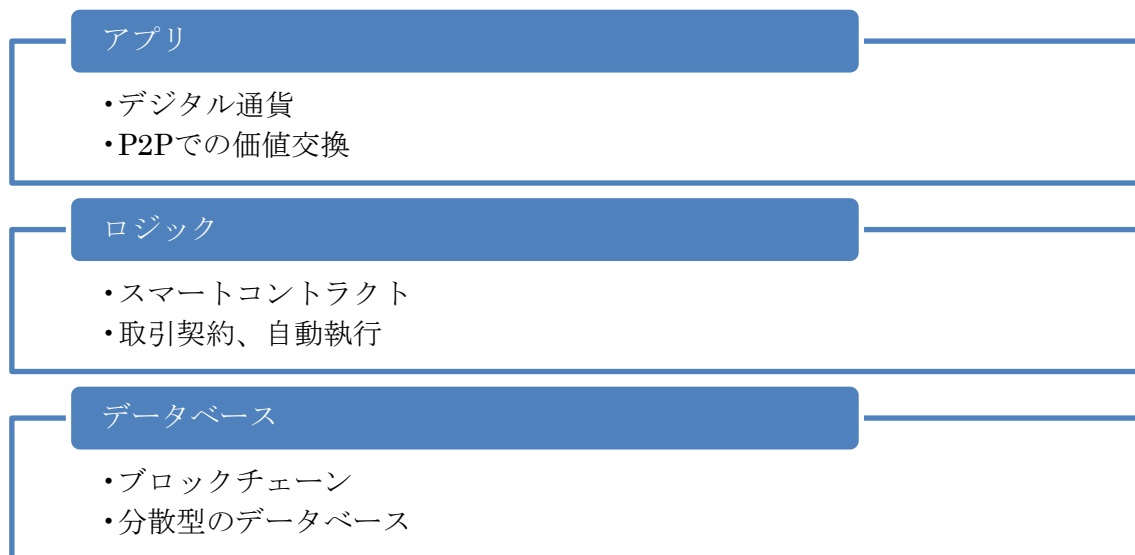 アプリ
・デジタル通貨
・P2Pでの価値交換
ロジック
・スマートコントラクト
・取引契約、自動執行
データベース
・ブロックチェーン
・分散型のデータベース